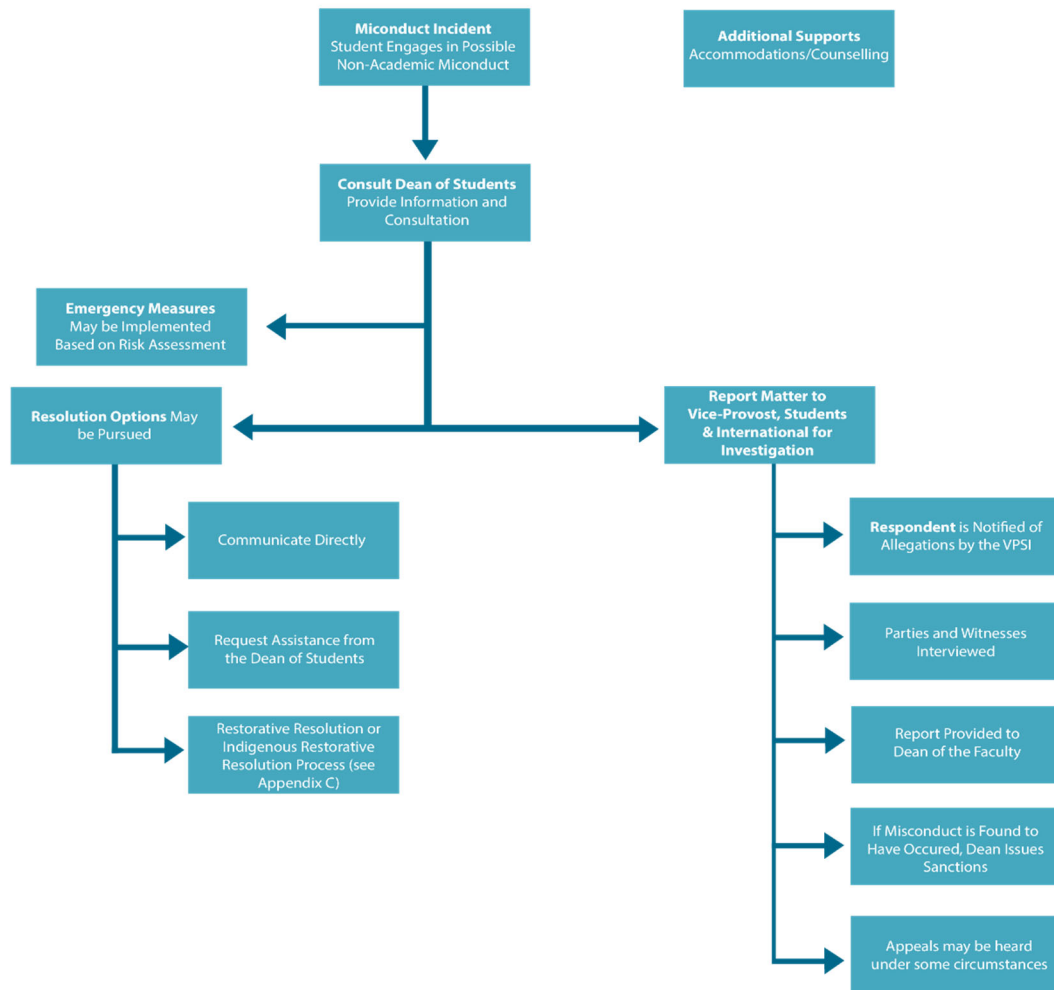 Miconduct Incident
Student Engages in Possible
Non-Academic Miconduct
Additional Supports
Accommodations/Counselling
Consult Dean of Students
Provide Information and
Consultation
Emergency Measures
May be Implemented
Based on Risk Assessment
Resolution Options May
be Pursued
Report Matter to
Vice-Provost, Students
& International for
Investigation
Communicate Directly
Request Assistance from
the Dean of Students
Restorative Resolution or
Indigenous Restorative
Resolution Process (see
Appendix C)
Respondent is Notified of
Allegations by the VPSI
Parties and Witnesses
Interviewed
Report Provided to
Dean of the Faculty
If Misconduct is Found to
Have Occured, Dean Issues
Sanctions
Appeals may be heard
under some circumstances